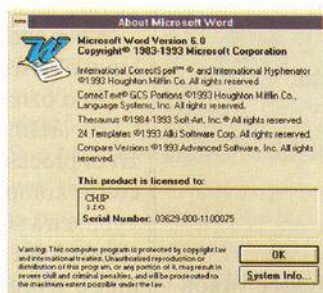 About Microsoft Word
Microsoft Word Version 6.0
Copyright© 1983-1993 Microsoft Corporation
International CorrectSpell™ © and International Hyphenator
©1993 Houghton Mifflin Co.
CorrecText® GCS Portions ©1993 Houghton Mifflin Co.,
Language Systems, Inc. All rights reserved.
Thesaurus ©1984-1993 Soft-Art, Inc.® All rights reserved.
24 Templates ©1993 Alki Software Corp. All rights reserved.
Compare Versions ©1993 Advanced Software, Inc. All rights
reserved.
This product is licensed to:
CHIP
s.r.o.
Serial Number: 03629-000-1100075
Warning: This computer program is protected by copyright law
and international treaties. Unauthorized reproduction or
distribution of this program, or any portion of it, may result in
severe civil and criminal penalties, and will be prosecuted to
the maximum extent possible under the law.
OK
System Info...